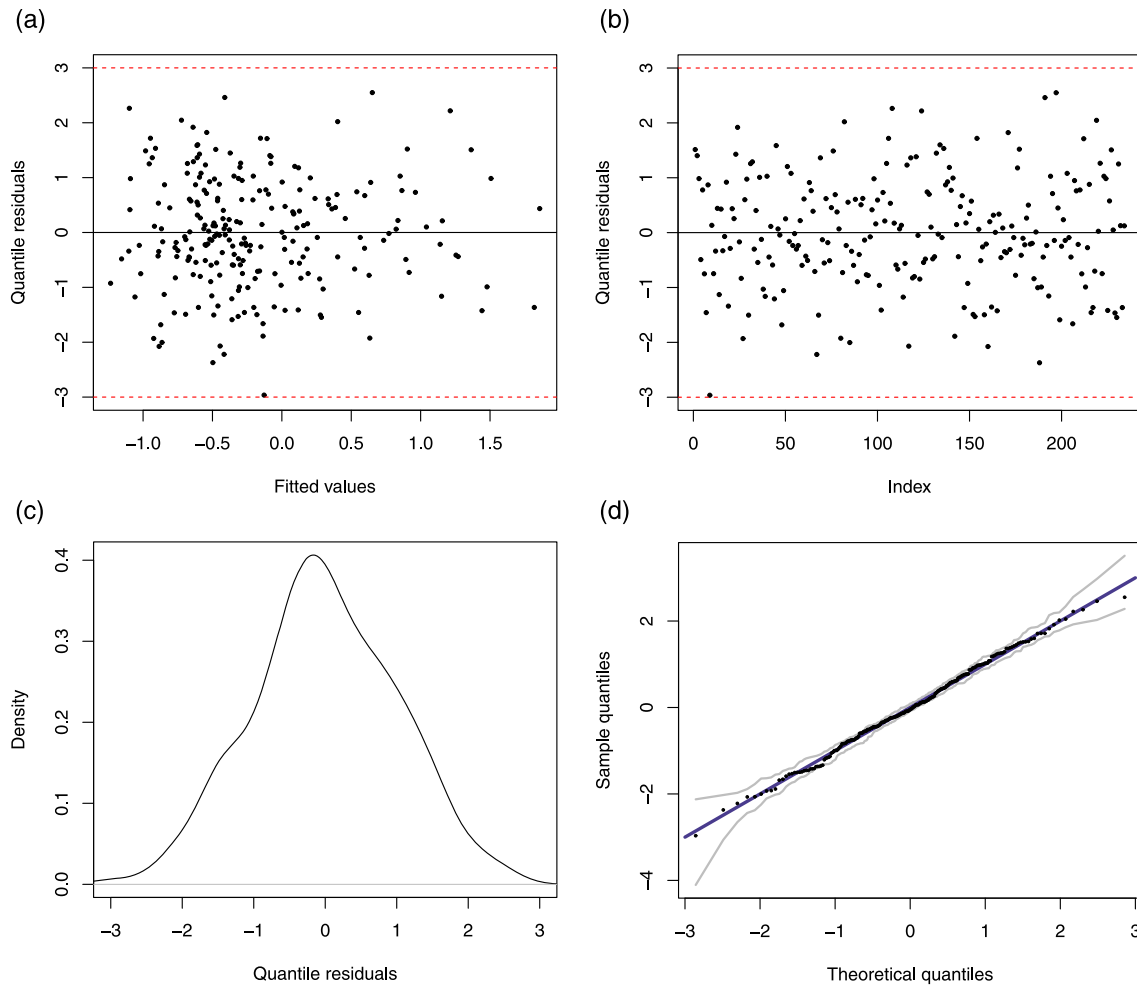 (a)
3
2
1
0
−1
−2
−3
Quantile residuals
−1.0 −0.5 0.0 0.5 1.0 1.5
Fitted values
(b)
3
2
1
0
−1
−2
−3
Quantile residuals
0 50 100 150 200
Index
(c)
0.4
0.3
0.2
0.1
0.0
Density
−3 −2 −1 0 1 2 3
Quantile residuals
(d)
2
0
−2
−4
Sample quantiles
−3 −2 −1 0 1 2 3
Theoretical quantiles